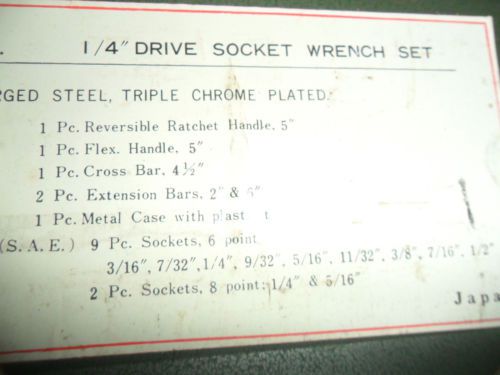 . 1/4" DRIVE SOCKET WRENCH SET
RGED STEEL, TRIPLE CHROME PLATED.
1 Pc. Reversible Ratchet Handle, 5"
1 Pc. Flex. Handle, 5"
1 Pc. Cross Bar, 4½"
2 Pc. Extension Bars, 2" & 6"
1 Pc. Metal Case with plast t
(S.A.E.) 9 Pc. Sockets, 6 point
3/16", 7/32", 1/4", 9/32", 5/16", 11/32", 3/8", 7/16", 1/2"
2 Pc. Sockets, 8 point: 1/4" & 5/16"
Japa